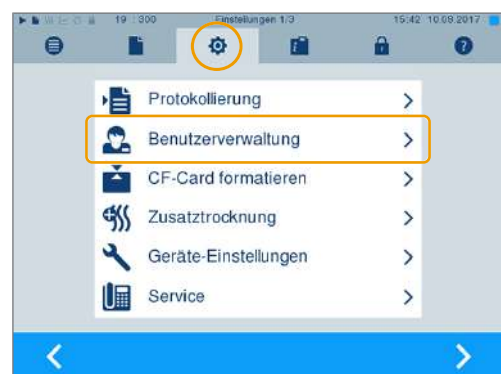 19 : 300 Einstellungen 1/3 15:42 10.08.2017
Protokollierung
Benutzerverwaltung
CF-Card formatieren
Zusatztrocknung
Geräte-Einstellungen
Service